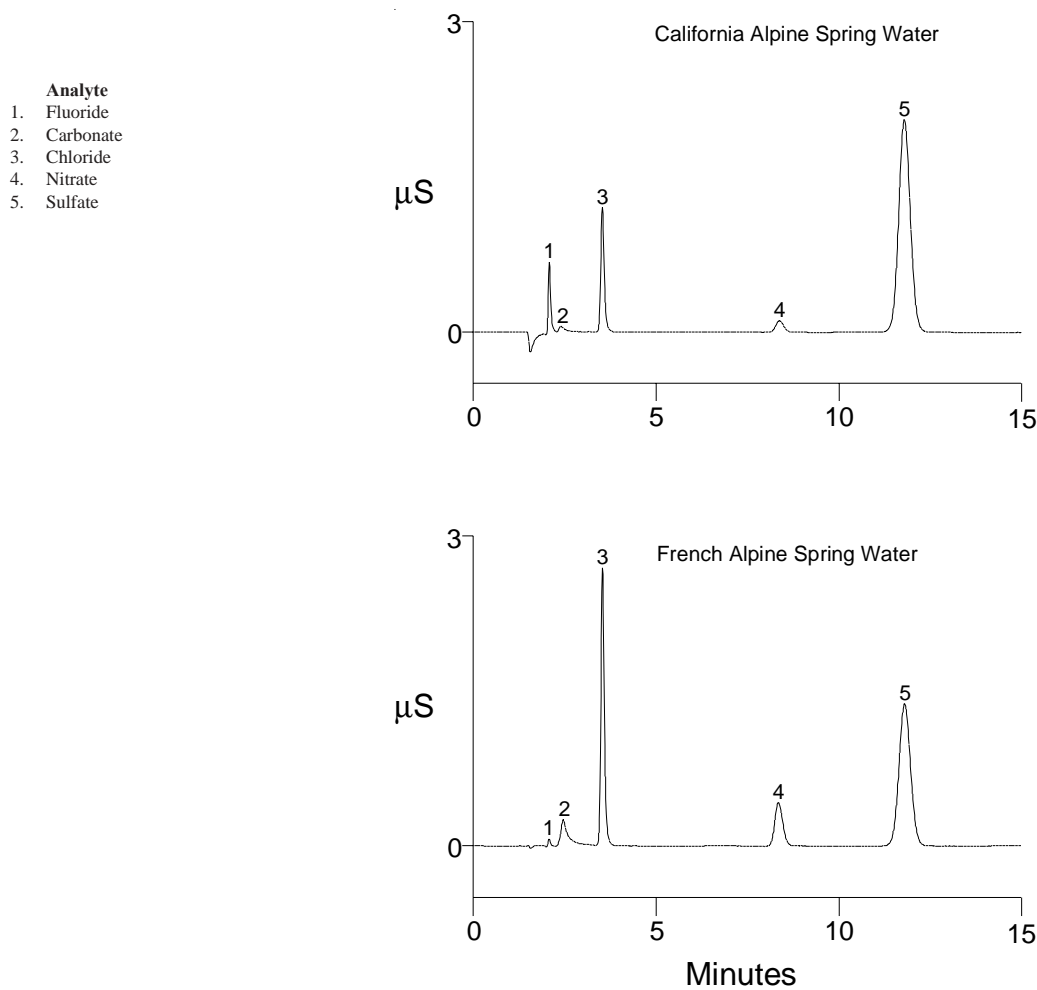 Analyte
1. Fluoride
2. Carbonate
3. Chloride
4. Nitrate
5. Sulfate
California Alpine Spring Water
3
μS
0
1
2
3
4
5
0 5 10 15
French Alpine Spring Water
3
μS
0
1
2
3
4
5
0 5 10 15
Minutes